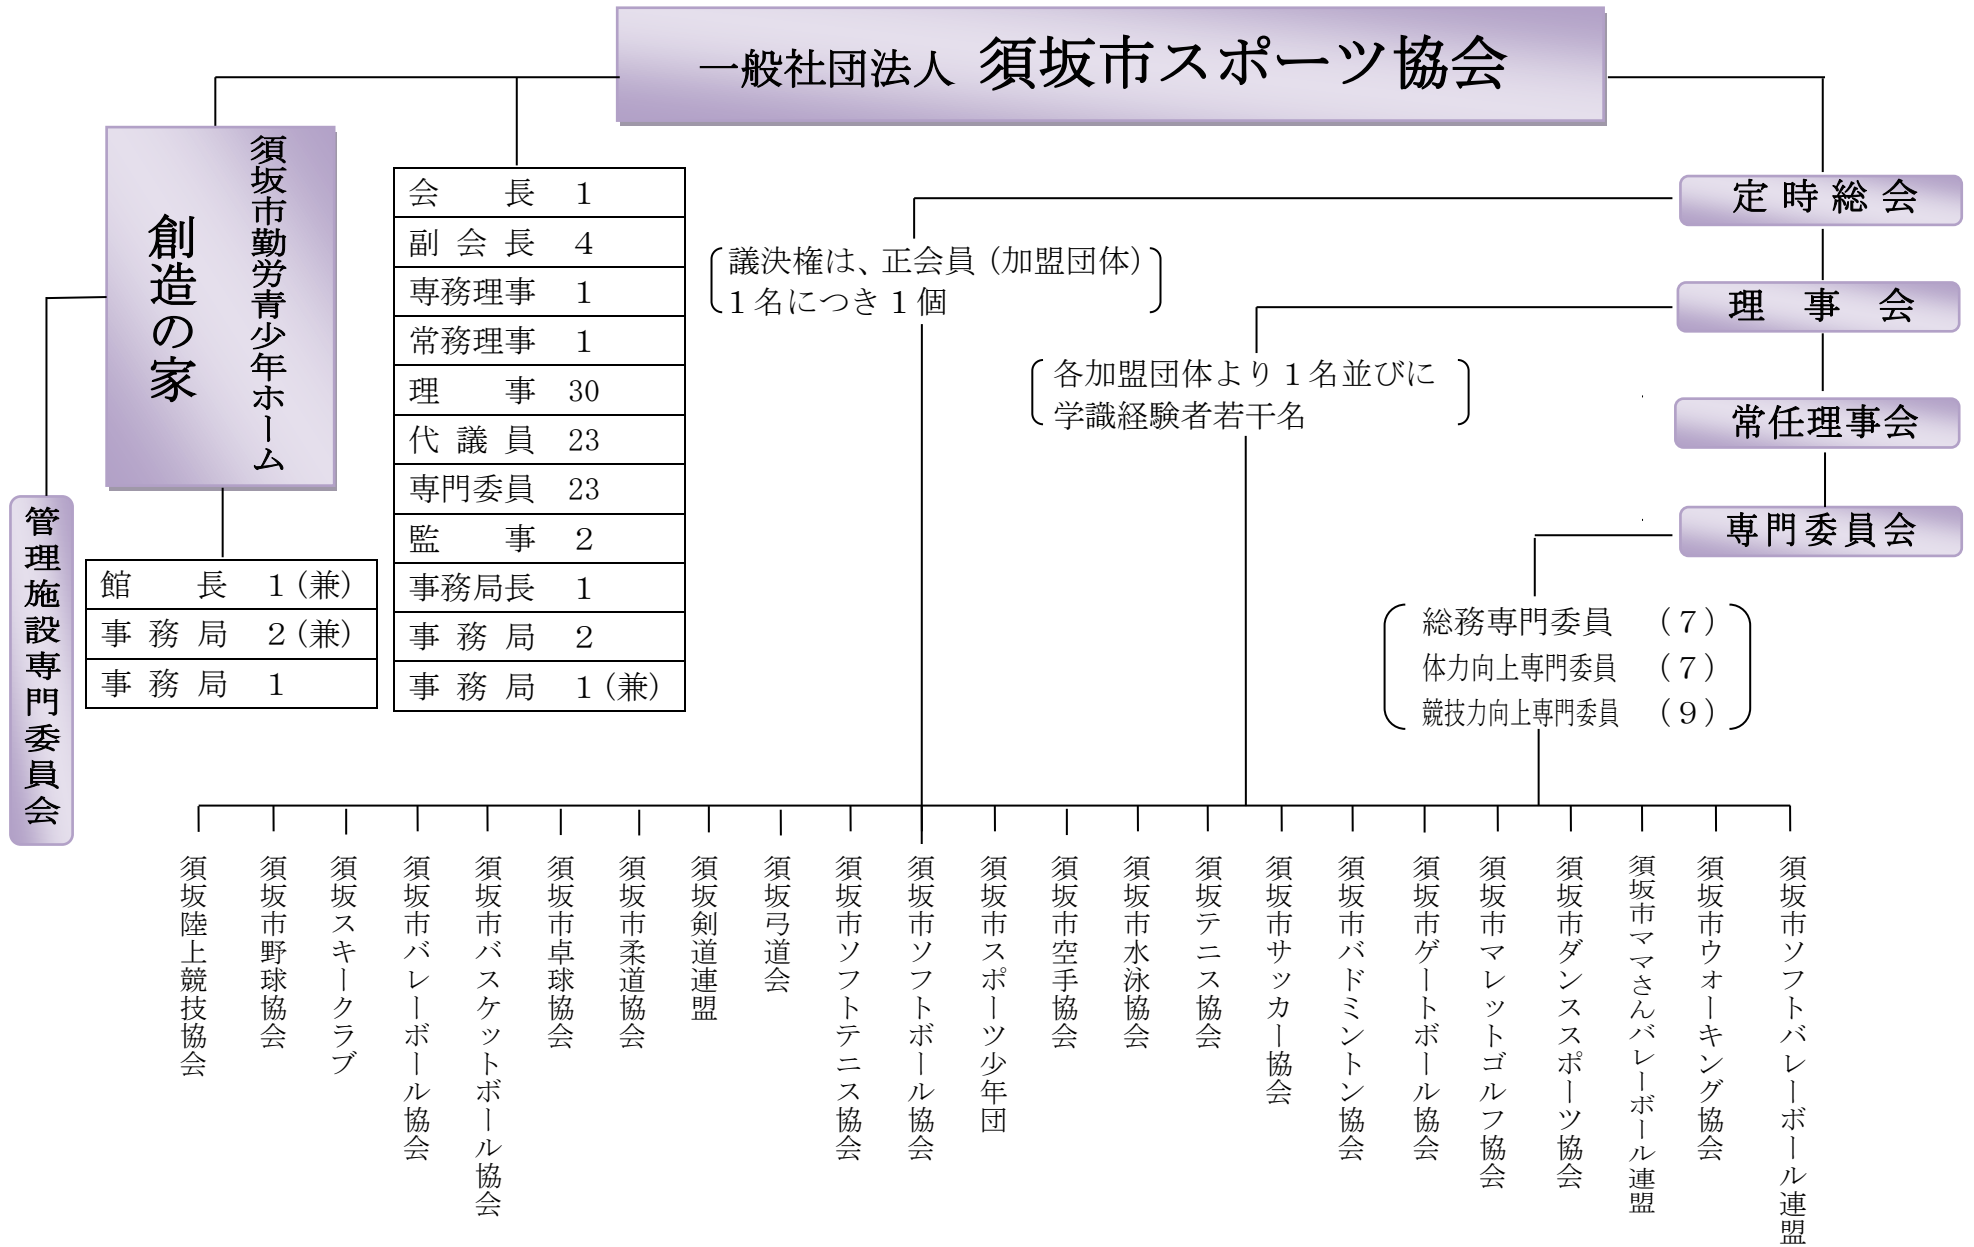 一般社団法人 須坂市スポーツ協会
須坂市勤労青少年ホーム
創造の家
管理施設専門委員会
館　　長　1（兼）
事 務 局　2（兼）
事 務 局　1
会　　長　1
副 会 長　4
専務理事　1
常務理事　1
理　　事　30
代 議 員　23
専門委員　23
監　　事　2
事務局長　1
事 務 局　2
事 務 局　1（兼）
定時総会
議決権は、正会員（加盟団体）
１名につき１個
理　事　会
各加盟団体より１名並びに
学識経験者若干名
常任理事会
専門委員会
総務専門委員　（７）
体力向上専門委員　（７）
競技力向上専門委員　（９）
須坂陸上競技協会
須坂市野球協会
須坂スキークラブ
須坂市バレーボール協会
須坂市バスケットボール協会
須坂市卓球協会
須坂市柔道協会
須坂剣道連盟
須坂弓道会
須坂市ソフトテニス協会
須坂市ソフトボール協会
須坂市スポーツ少年団
須坂市空手協会
須坂市水泳協会
須坂テニス協会
須坂市サッカー協会
須坂市バドミントン協会
須坂市ゲートボール協会
須坂市マレットゴルフ協会
須坂市ダンススポーツ協会
須坂市ママさんバレーボール連盟
須坂市ウオーキング協会
須坂市ソフトバレーボール連盟